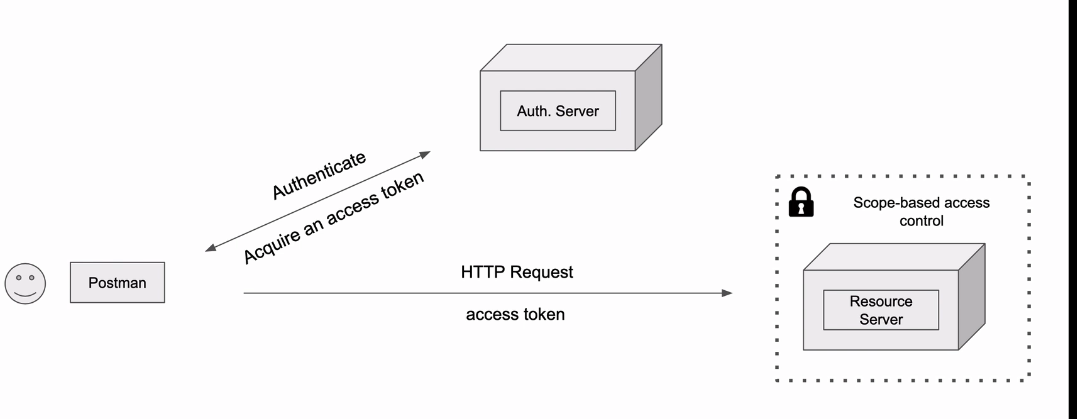 Auth. Server
Authenticate
Acquire an access token
Scope-based access
control
Postman
HTTP Request
access token
Resource
Server